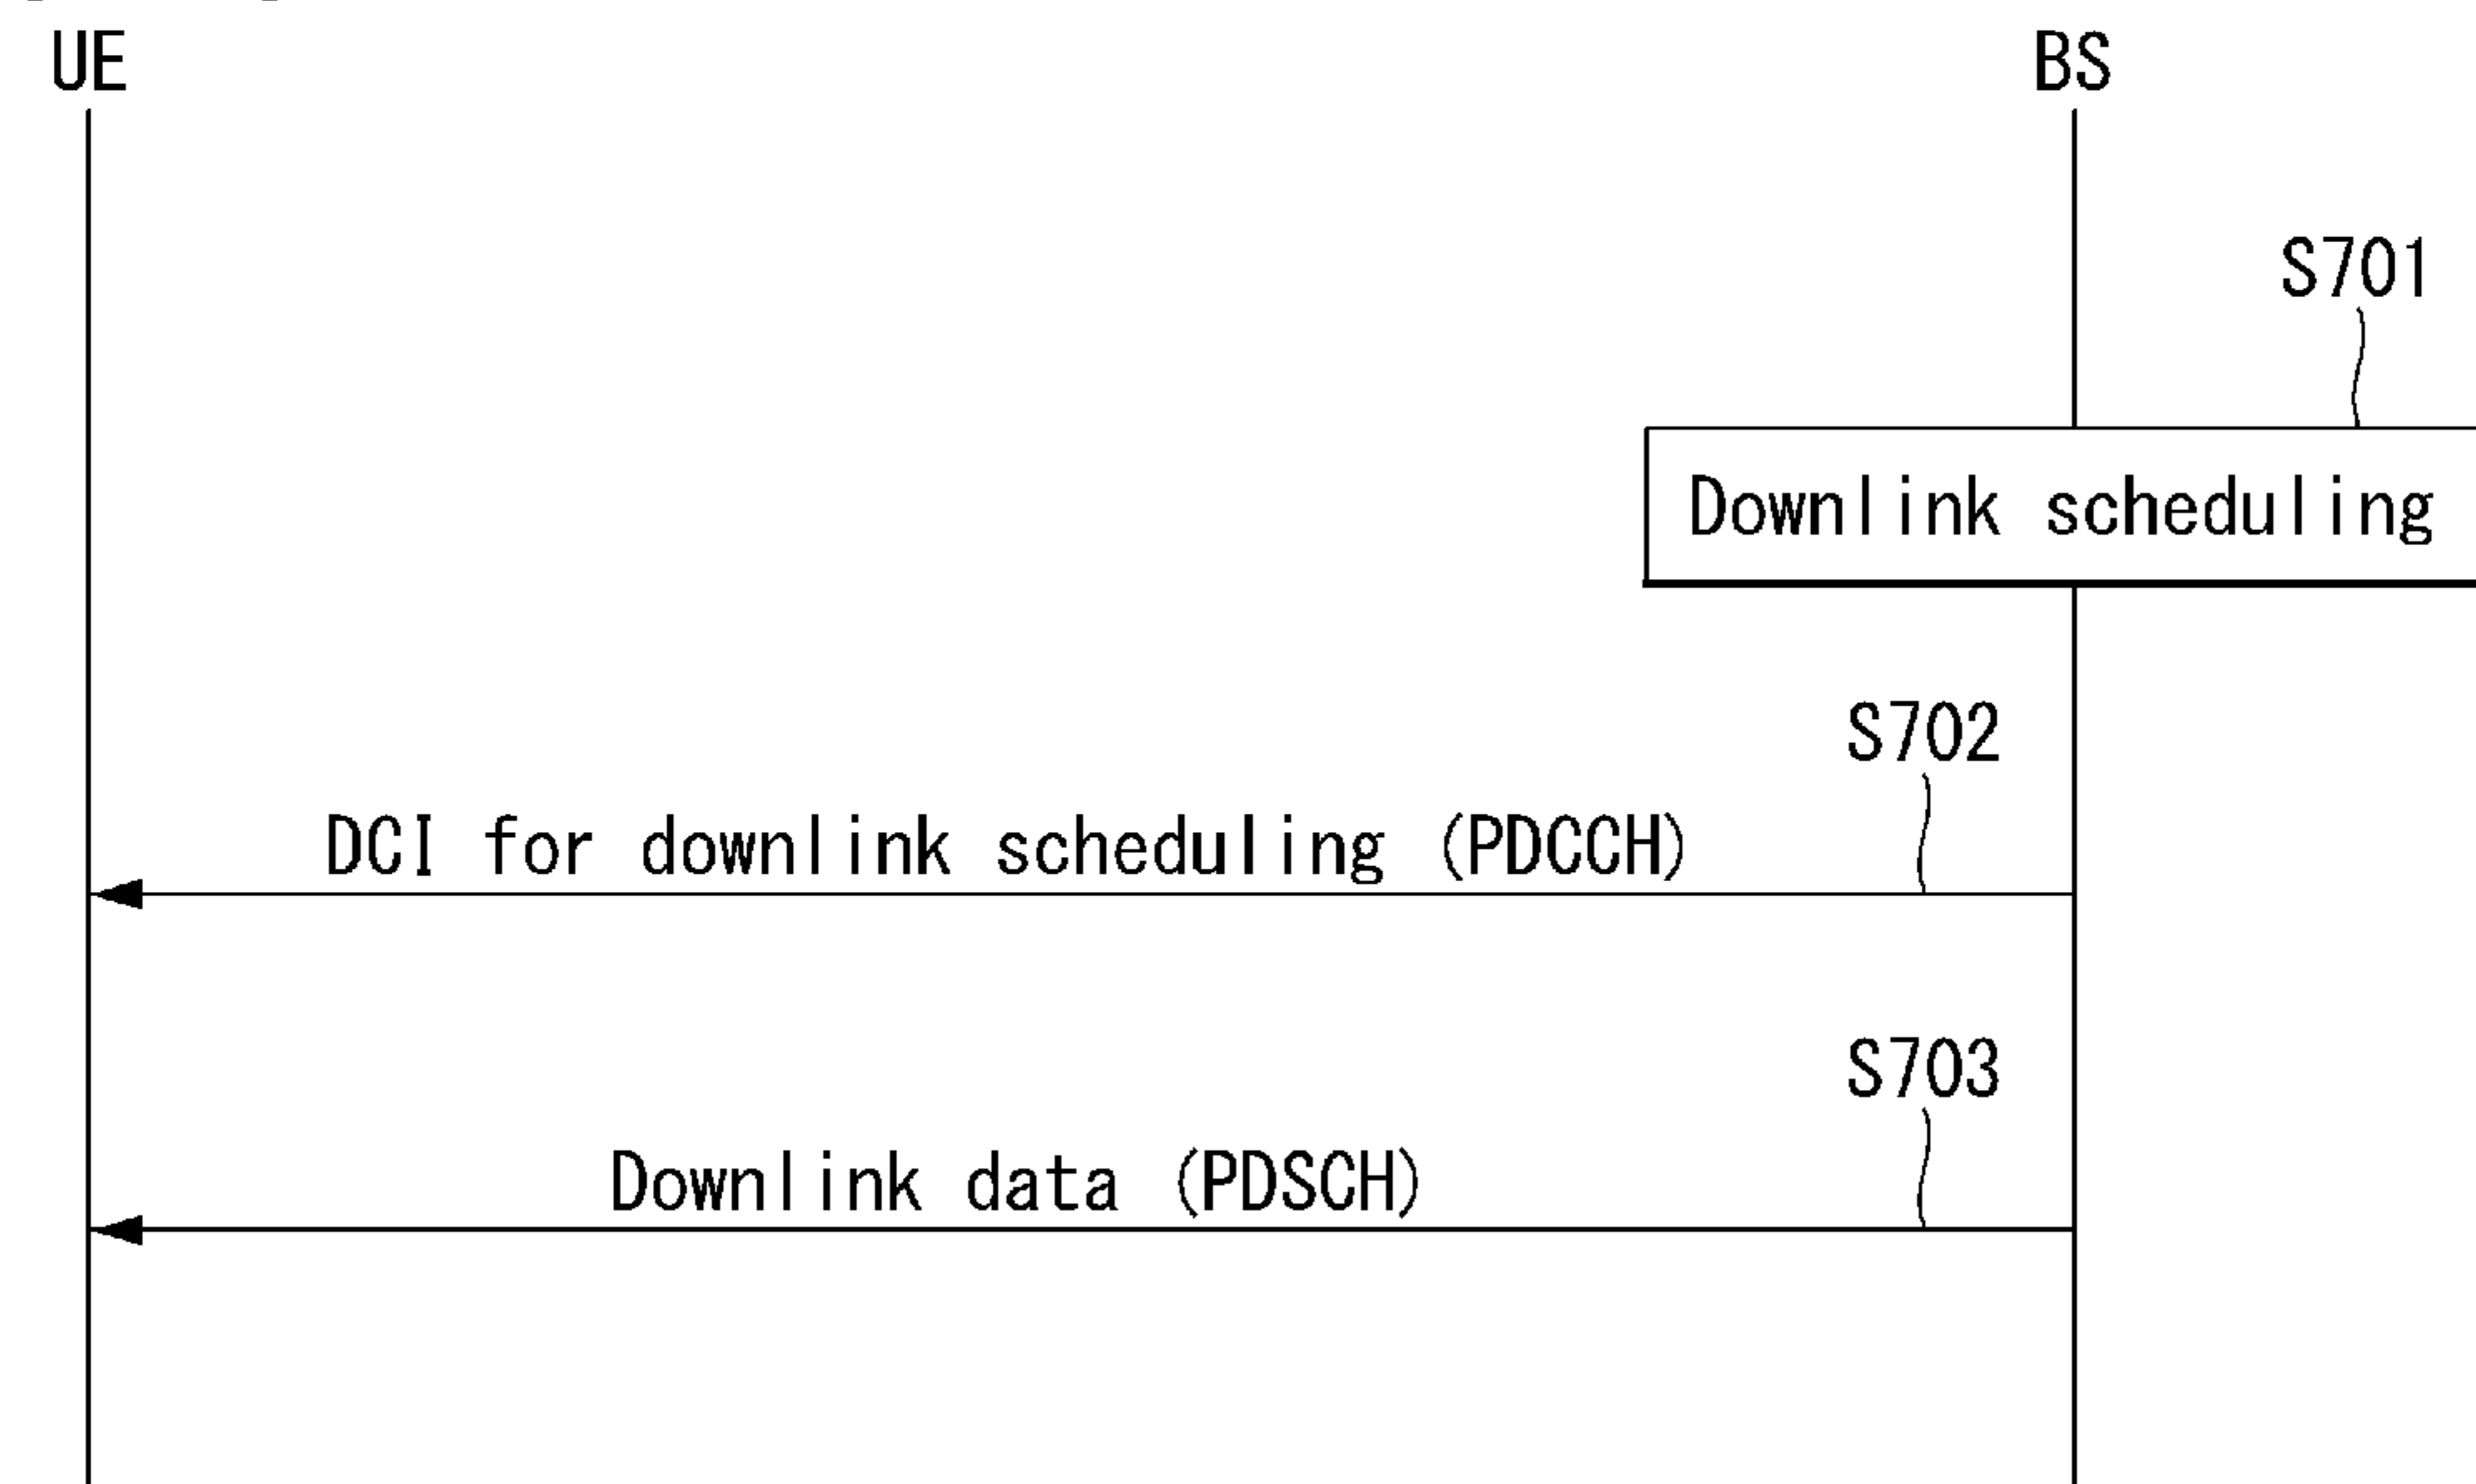 UE BS
S701
Downlink scheduling
S702
DCI for downlink scheduling (PDCCH)
S703
Downlink data (PDSCH)